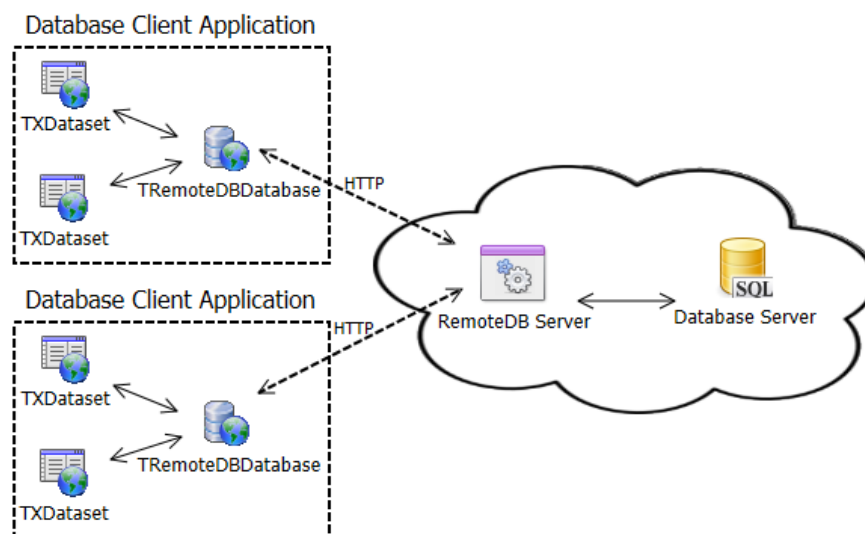 Database Client Application
TXDataset
TRemoteDBDatabase
TXDataset
HTTP
Database Client Application
TXDataset
TRemoteDBDatabase
TXDataset
HTTP
RemoteDB Server
SQL
Database Server